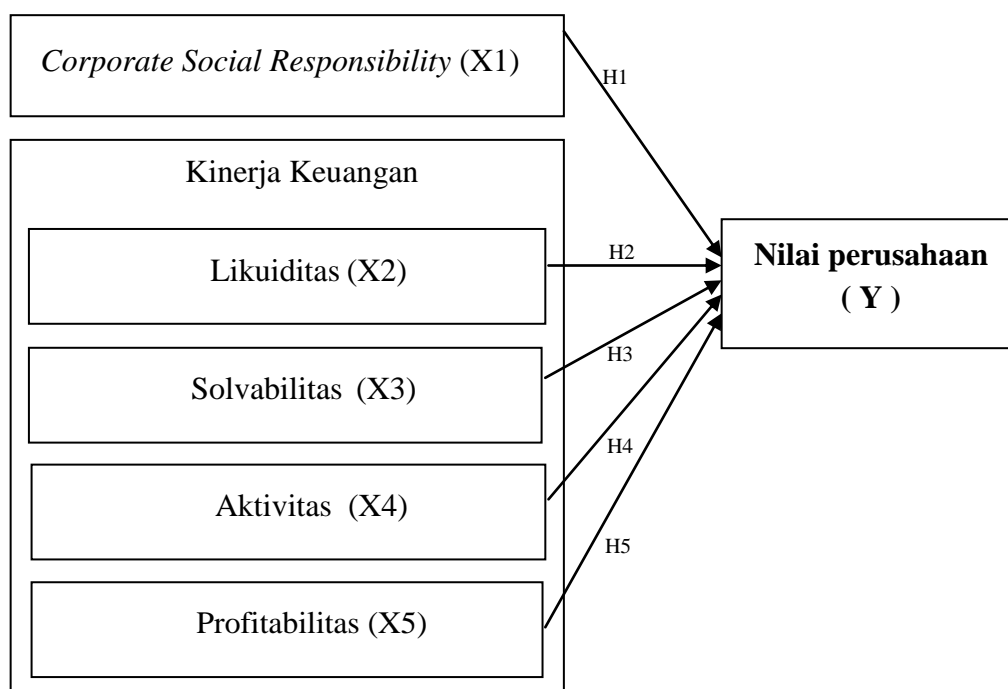 Corporate Social Responsibility (X1)
H1
Kinerja Keuangan
Likuiditas (X2)
H2
Nilai perusahaan
( Y )
Solvabilitas (X3)
H3
Aktivitas (X4)
H4
Profitabilitas (X5)
H5